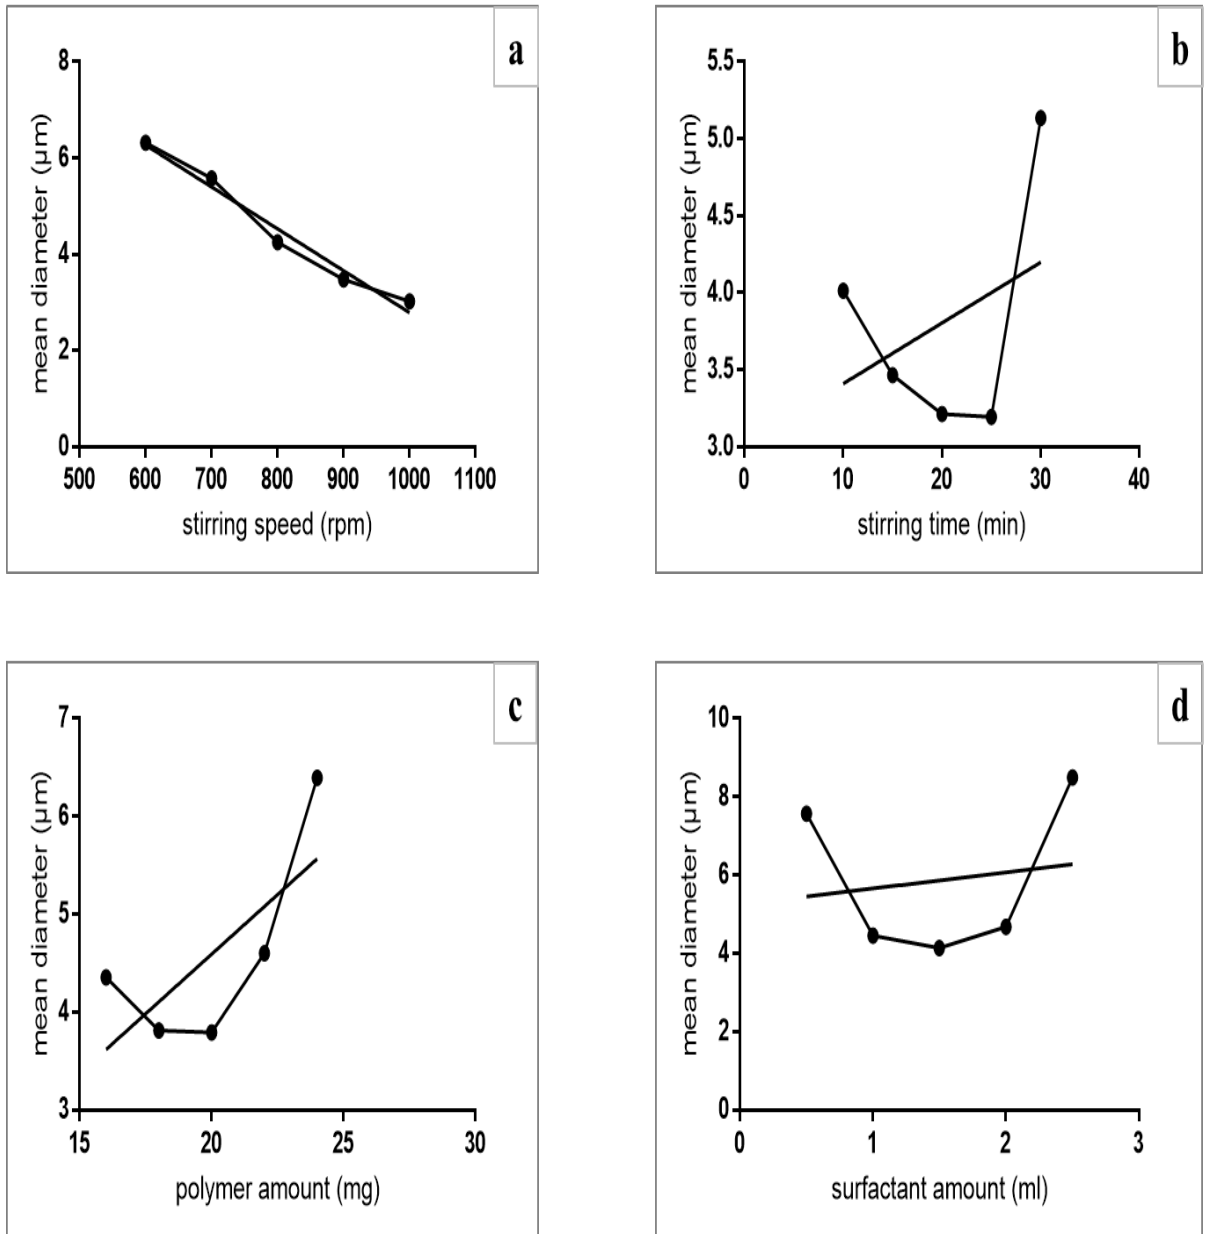 a
8
6
4
2
0
mean diameter (µm)
500 600 700 800 900 1000 1100
stirring speed (rpm)
b
5.5
5.0
4.5
4.0
3.5
3.0
mean diameter (µm)
0 10 20 30 40
stirring time (min)
c
7
6
5
4
3
mean diameter (µm)
15 20 25 30
polymer amount (mg)
d
10
8
6
4
2
0
mean diameter (µm)
0 1 2 3
surfactant amount (ml)